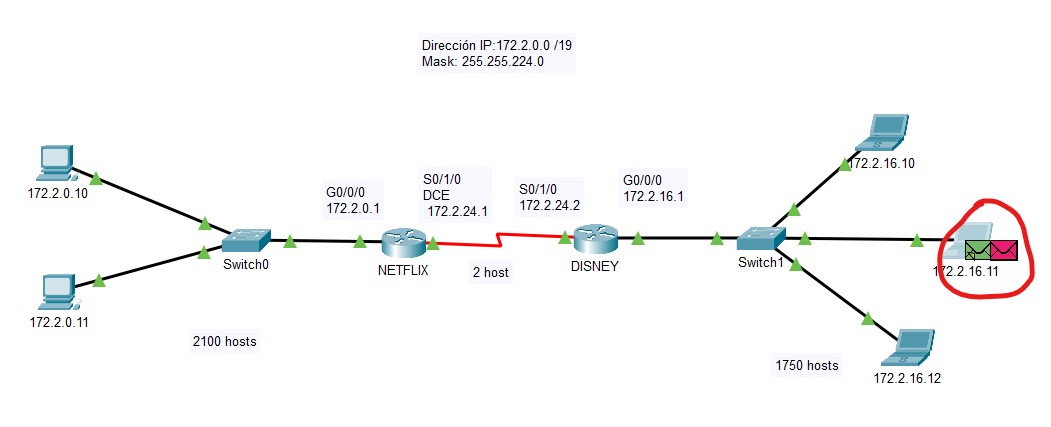 Dirección IP:172.2.0.0 /19
Mask: 255.255.224.0
172.2.0.10
172.2.0.11
Switch0
2100 hosts
G0/0/0
172.2.0.1
NETFLIX
S0/1/0
DCE
172.2.24.1
2 host
S0/1/0
172.2.24.2
DISNEY
G0/0/0
172.2.16.1
Switch1
1750 hosts
172.2.16.10
172.2.16.11
172.2.16.12